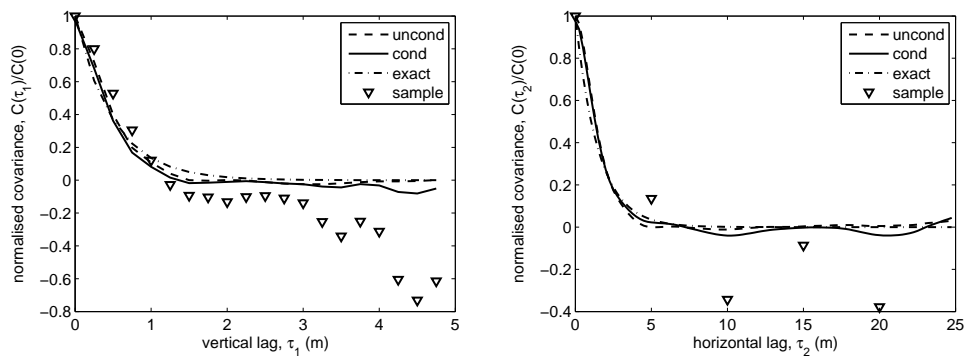 normalised covariance, C(τ1)/C(0)
1
0.8
0.6
0.4
0.2
0
−0.2
−0.4
−0.6
−0.8
0
1
2
3
4
5
vertical lag, τ1 (m)
uncond
cond
exact
sample
normalised covariance, C(τ2)/C(0)
1
0.8
0.6
0.4
0.2
0
−0.2
−0.4
0
5
10
15
20
25
horizontal lag, τ2 (m)
uncond
cond
exact
sample